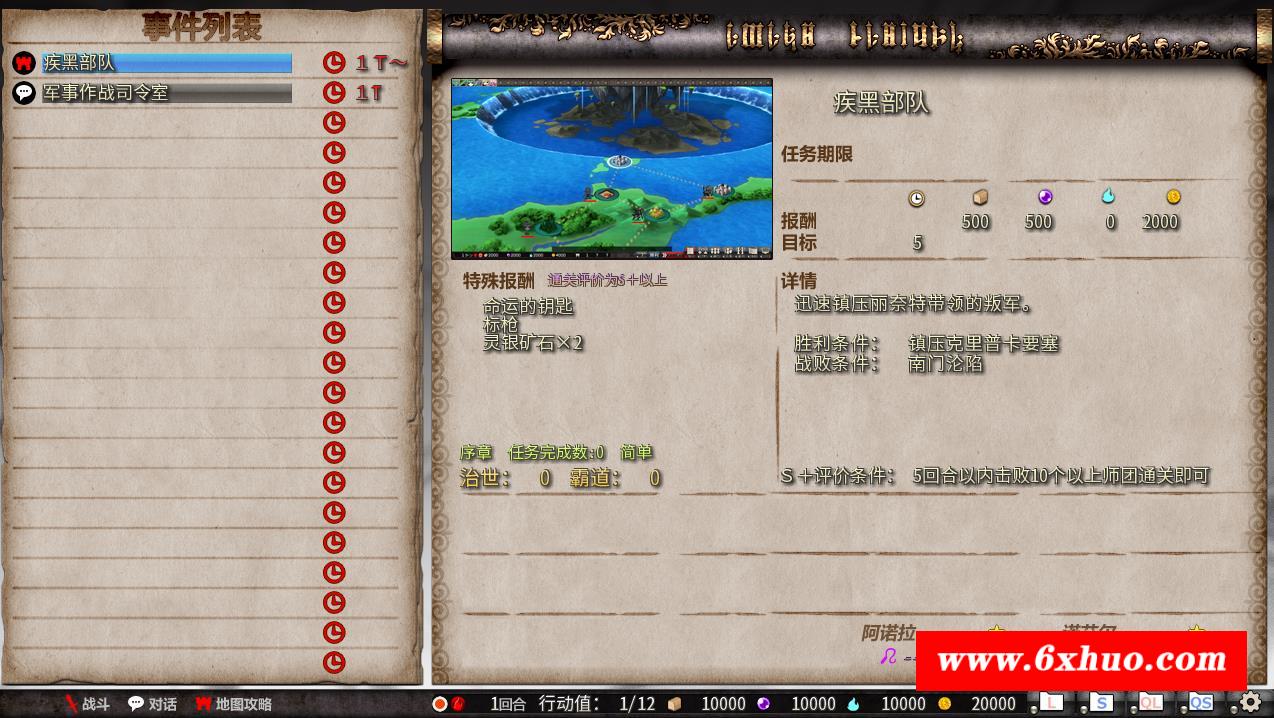 事件列表
疾黑部队 1T～
军事作战司令室 1T
疾黑部队
任务期限
报酬 500 500 0 2000
目标 5
特殊报酬 通关评价为S＋以上
命运的钥匙
标枪
灵银矿石×2
详情
迅速镇压丽奈特带领的叛军。
胜利条件： 镇压克里普卡要塞
战败条件： 南门沦陷
序章 任务完成数:0 简单
治世： 0 霸道： 0
S＋评价条件： 5回合以内击败10个以上师团通关即可
阿诺拉
www.6xhuo.com
战斗 对话 地图攻略 1回合 行动值： 1/12 10000 10000 10000 20000 L S QL QS